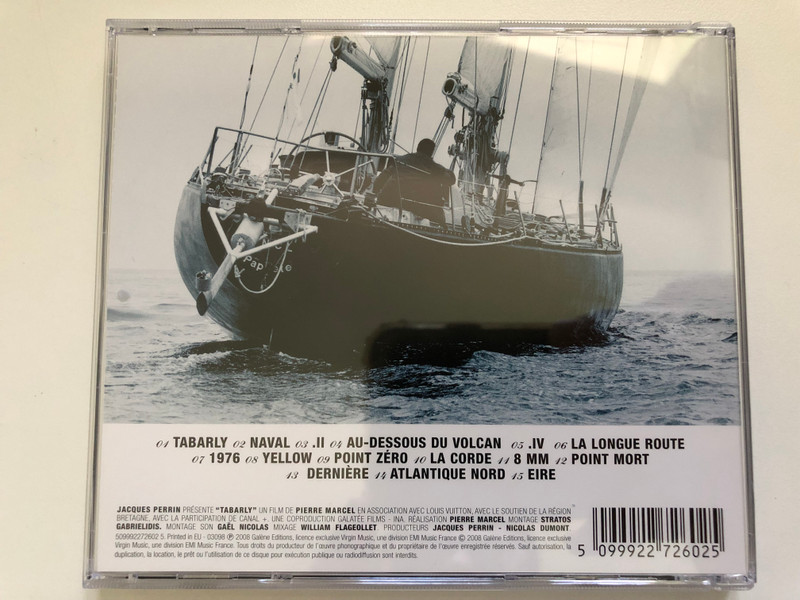 Pap
01 TABARLY 02 NAVAL 03 .II 04 AU-DESSOUS DU VOLCAN 05 .IV 06 LA LONGUE ROUTE
07 1976 08 YELLOW 09 POINT ZÉRO 10 LA CORDE 11 8 MM 12 POINT MORT
13 DERNIÈRE 14 ATLANTIQUE NORD 15 EIRE
JACQUES PERRIN PRÉSENTE “TABARLY” UN FILM DE PIERRE MARCEL EN ASSOCIATION AVEC LOUIS VUITTON, AVEC LE SOUTIEN DE LA RÉGION
BRETAGNE, AVEC LA PARTICIPATION DE CANAL +. UNE COPRODUCTION GALATÉE FILMS - INA. RÉALISATION PIERRE MARCEL MONTAGE STRATOS
GABRIELIDIS. MONTAGE SON GAËL NICOLAS MIXAGE WILLIAM FLAGEOLLET PRODUCTEURS JACQUES PERRIN - NICOLAS DUMONT.
509992272602 5. Printed in EU - 03098 ℗ 2008 Galène Editions, licence exclusive Virgin Music, une division EMI Music France © 2008 Galène Editions, licence exclusive
Virgin Music, une division EMI Music France. Tous droits du producteur de l'œuvre phonographique et du propriétaire de l'œuvre enregistrée réservés. Sauf autorisation, la
duplication, la location, le prêt ou l'utilisation de ce disque pour exécution publique ou radiodiffusion sont interdits.
5 099922 726025